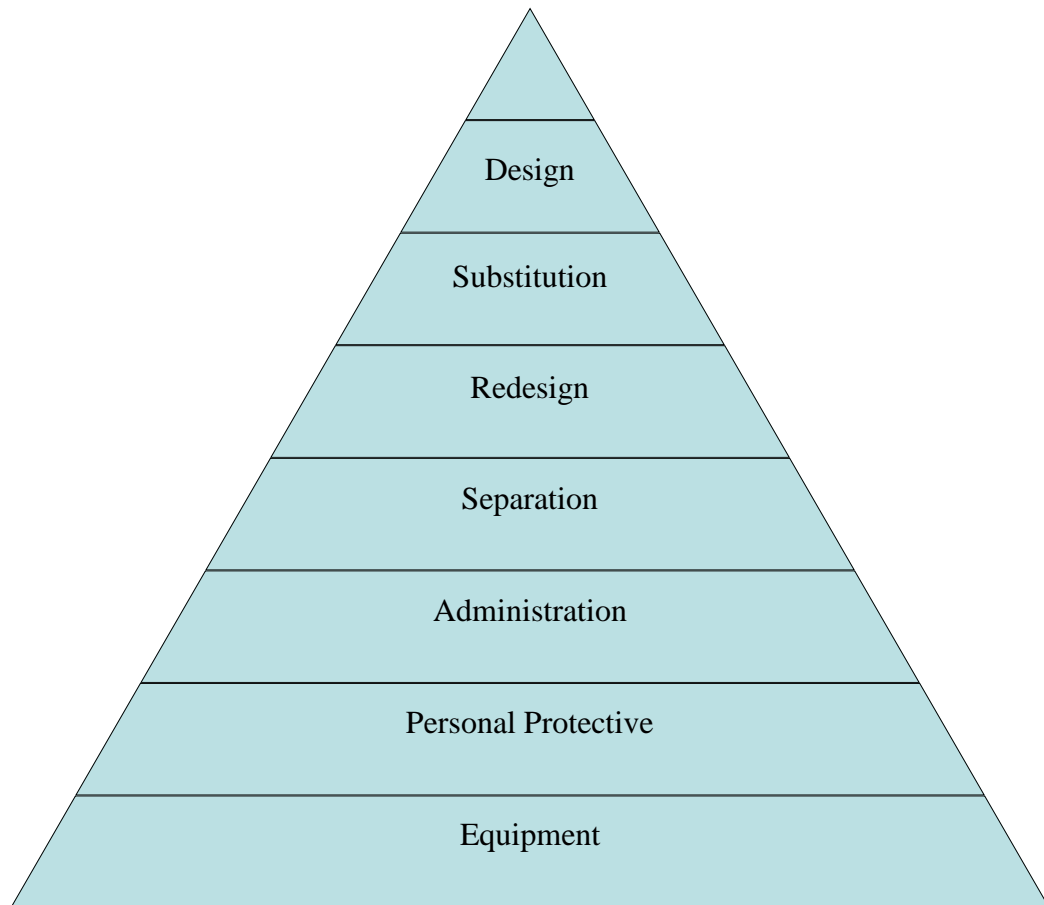 Design
Substitution
Redesign
Separation
Administration
Personal Protective
Equipment